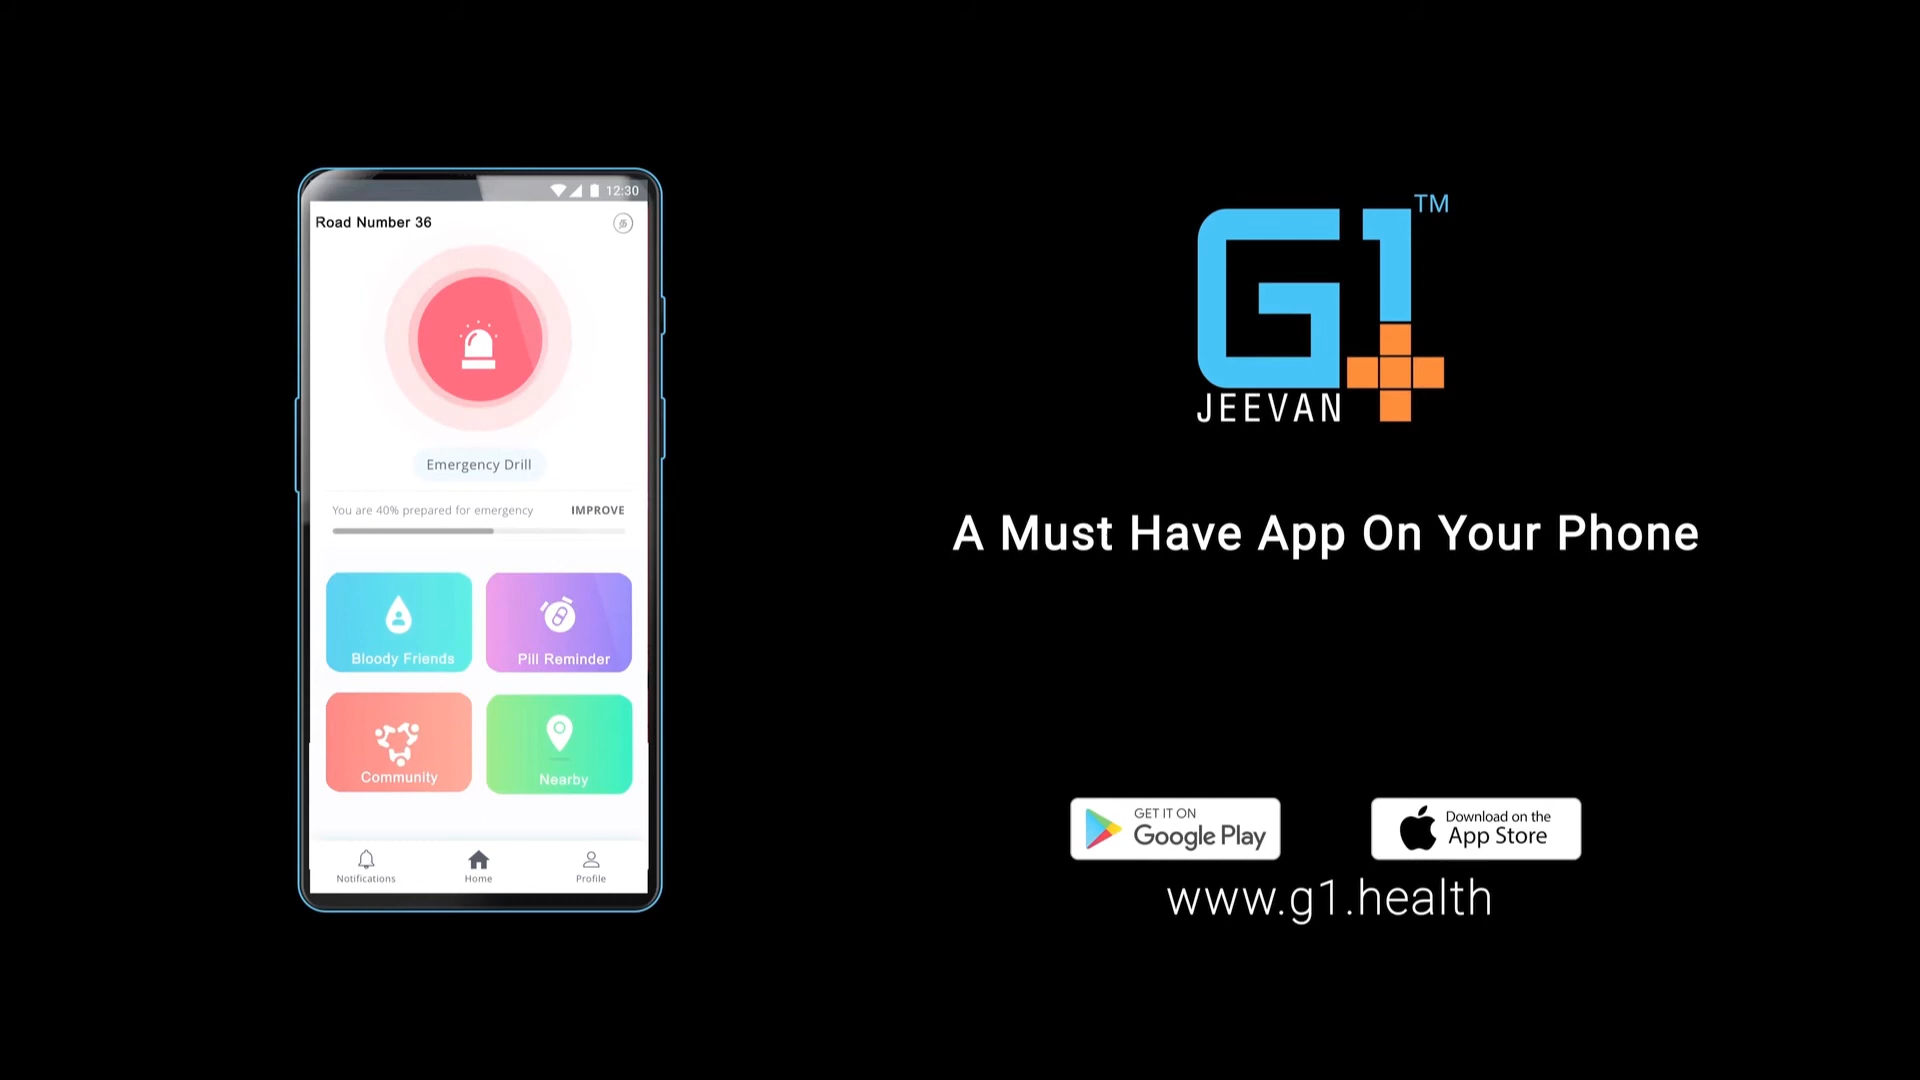 12:30
Road Number 36
Emergency Drill
You are 40% prepared for emergency IMPROVE
Bloody Friends
Pill Reminder
Community
Nearby
Notifications
Home
Profile
G1 TM
JEEVAN
A Must Have App On Your Phone
GET IT ON
Google Play
Download on the
App Store
www.g1.health